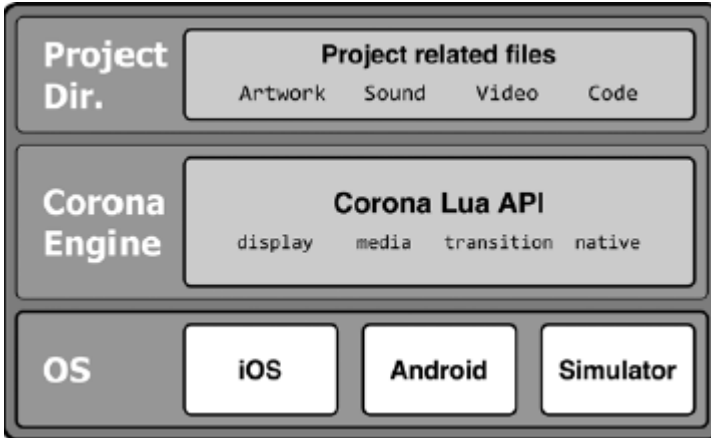 Project Dir.
Project related files
Artwork Sound Video Code
Corona Engine
Corona Lua API
display media transition native
OS
iOS Android Simulator